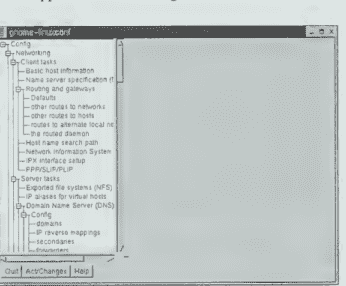 gnome-linuxconf
Config
Networking
Client tasks
Basic host information
Name server specification (
Routing and gateways
Defaults
other routes to networks
other routes to hosts
routes to alternate local ne
the routed daemon
Host name search path
Network Information System
IPX interface setup
PPP/SLIP/PLIP
Server tasks
Exported file systems (NFS)
IP aliases for virtual hosts
Domain Name Server (DNS)
Config
domains
IP reverse mappings
secondaries
forwarders
Quit Act/Changes Help